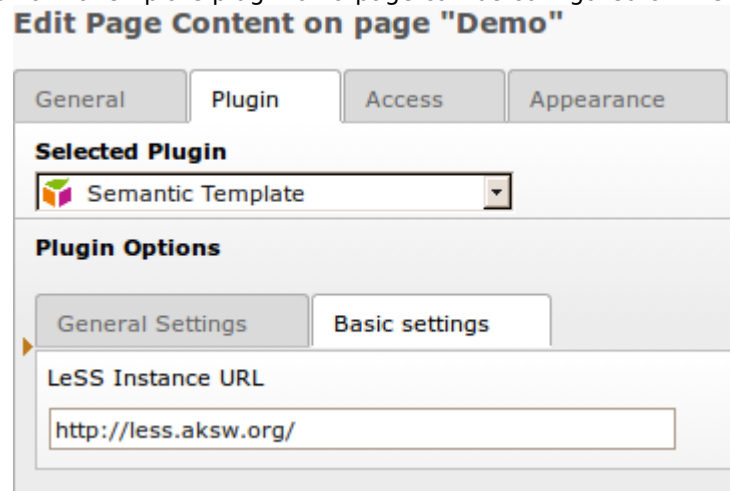 Edit Page Content on page "Demo"
General Plugin Access Appearance
Selected Plugin
Semantic Template
Plugin Options
General Settings Basic settings
LeSS Instance URL
http://less.aksw.org/